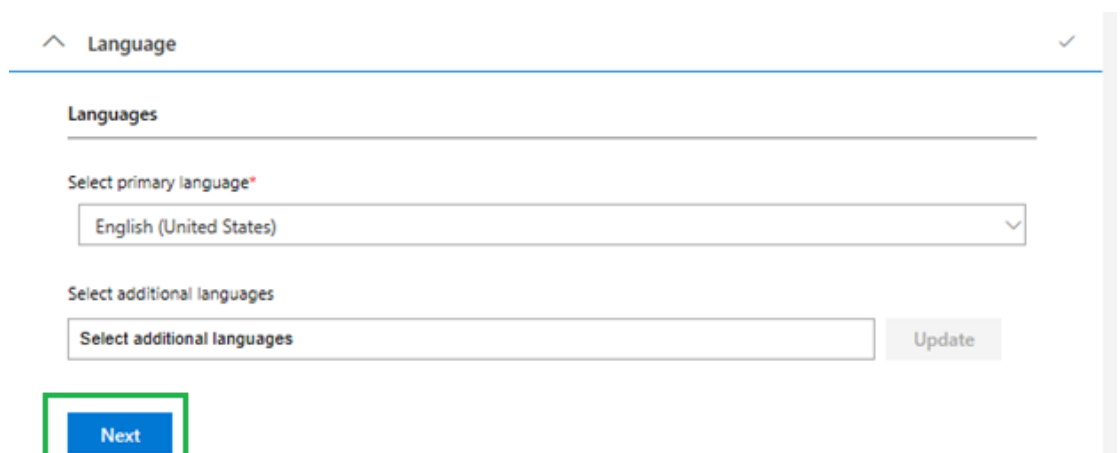 Language
Languages
Select primary language*
English (United States)
Select additional languages
Select additional languages
Update
Next